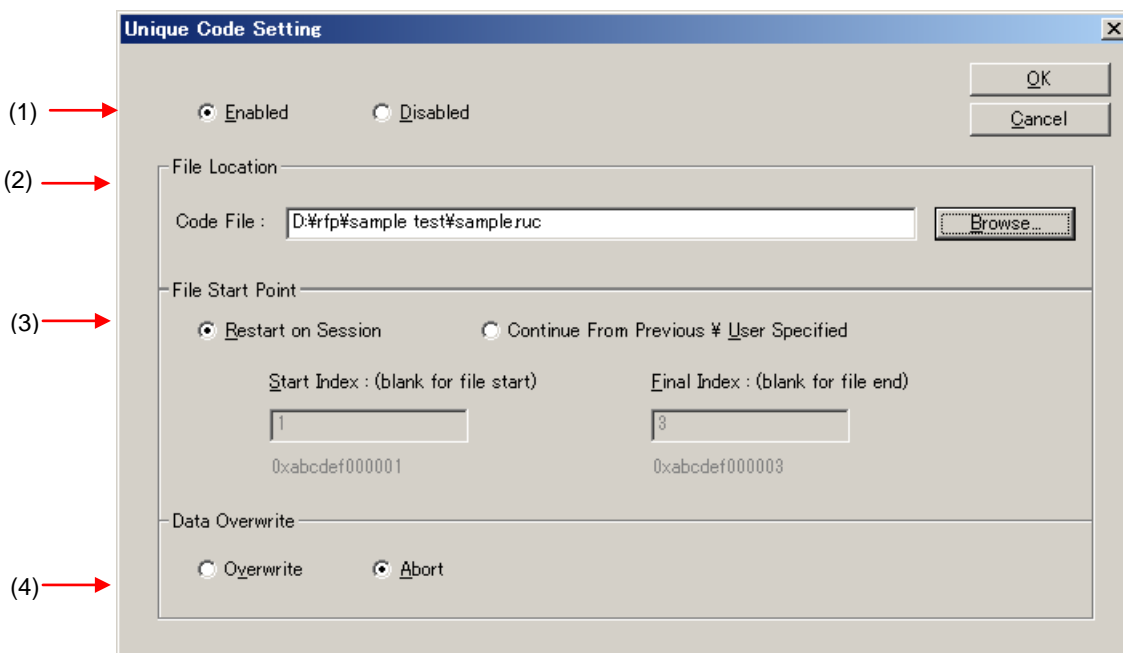 Unique Code Setting
OK
(1)
Enabled
Disabled
Cancel
(2)
File Location
Code File :
D:¥rfp¥sample test¥sample.ruc
Browse...
File Start Point
(3)
Restart on Session
Continue From Previous ¥ User Specified
Start Index : (blank for file start)
Final Index : (blank for file end)
1
3
0xabcdef000001
0xabcdef000003
Data Overwrite
(4)
Overwrite
Abort